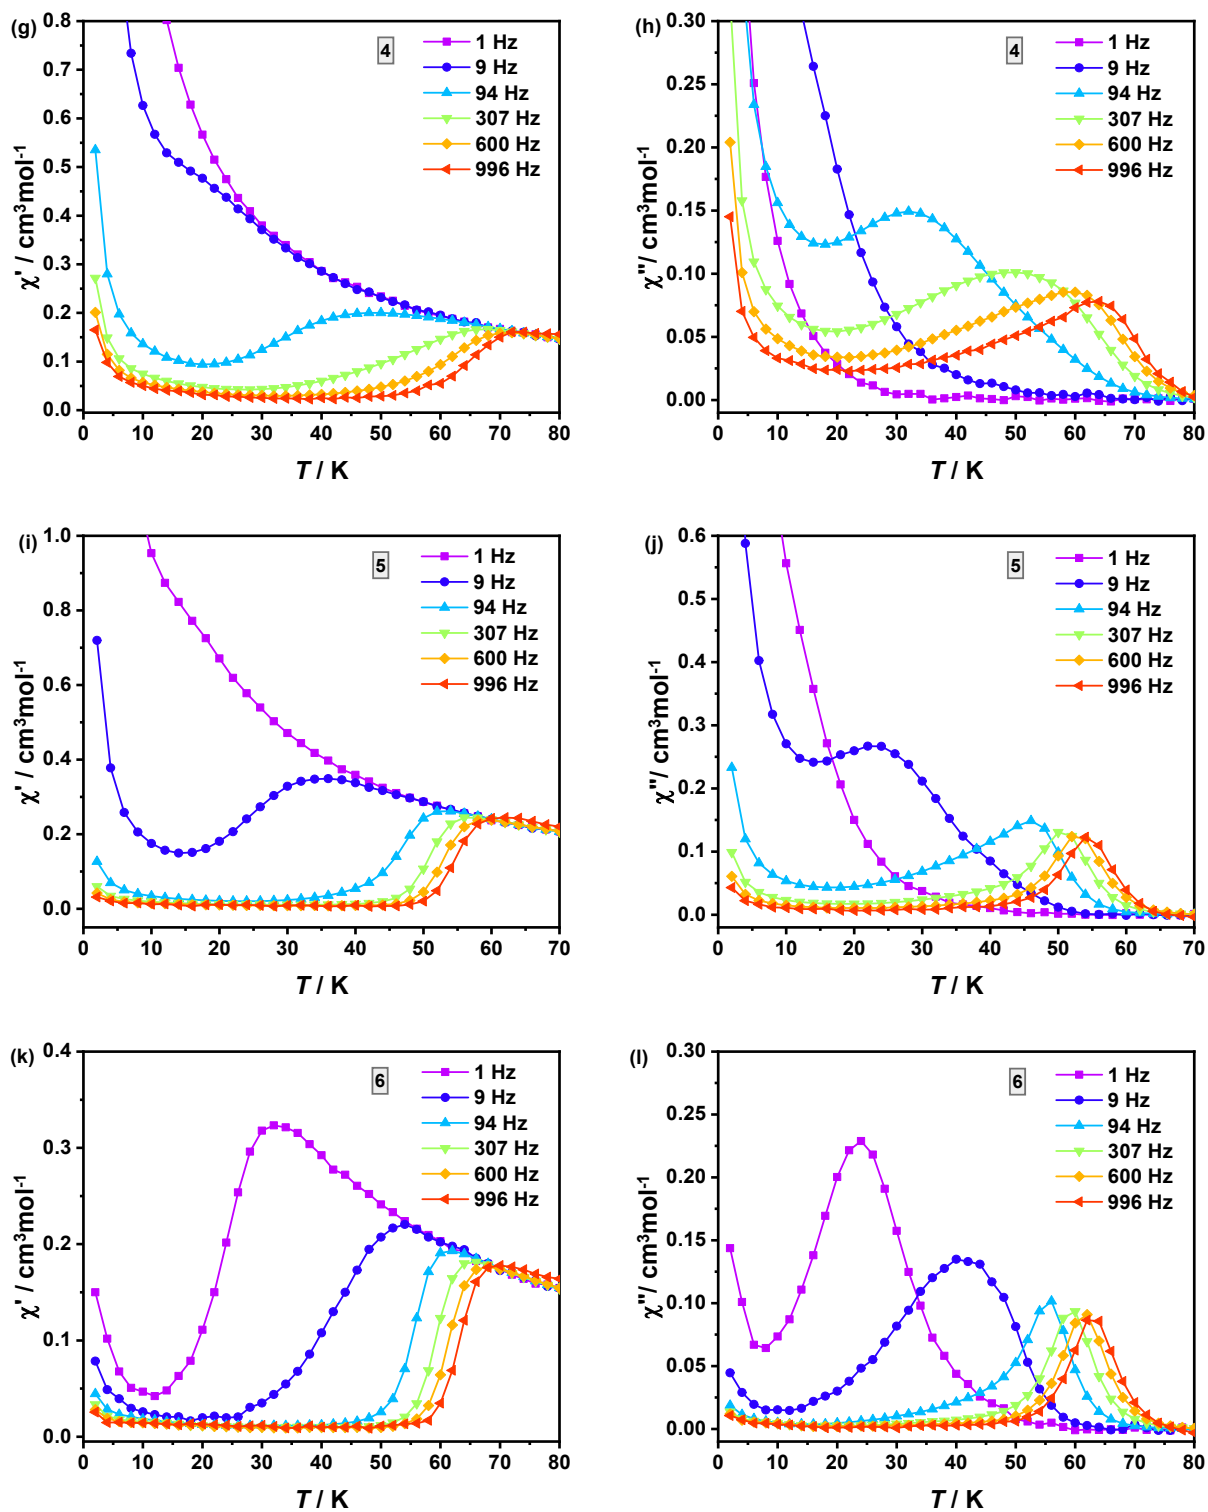 (g)
4
1 Hz
9 Hz
94 Hz
307 Hz
600 Hz
996 Hz
0.8
0.7
0.6
0.5
0.4
0.3
0.2
0.1
0.0
χ' / cm³mol⁻¹
0 10 20 30 40 50 60 70 80
T / K
(h)
4
1 Hz
9 Hz
94 Hz
307 Hz
600 Hz
996 Hz
0.30
0.25
0.20
0.15
0.10
0.05
0.00
χ''/ cm³mol⁻¹
0 10 20 30 40 50 60 70 80
T / K
(i)
5
1 Hz
9 Hz
94 Hz
307 Hz
600 Hz
996 Hz
1.0
0.8
0.6
0.4
0.2
0.0
χ' / cm³mol⁻¹
0 10 20 30 40 50 60 70
T / K
(j)
5
1 Hz
9 Hz
94 Hz
307 Hz
600 Hz
996 Hz
0.6
0.5
0.4
0.3
0.2
0.1
0.0
χ''/ cm³mol⁻¹
0 10 20 30 40 50 60 70
T / K
(k)
6
1 Hz
9 Hz
94 Hz
307 Hz
600 Hz
996 Hz
0.4
0.3
0.2
0.1
0.0
χ' / cm³mol⁻¹
0 10 20 30 40 50 60 70 80
T / K
(l)
6
1 Hz
9 Hz
94 Hz
307 Hz
600 Hz
996 Hz
0.30
0.25
0.20
0.15
0.10
0.05
0.00
χ''/ cm³mol⁻¹
0 10 20 30 40 50 60 70 80
T / K